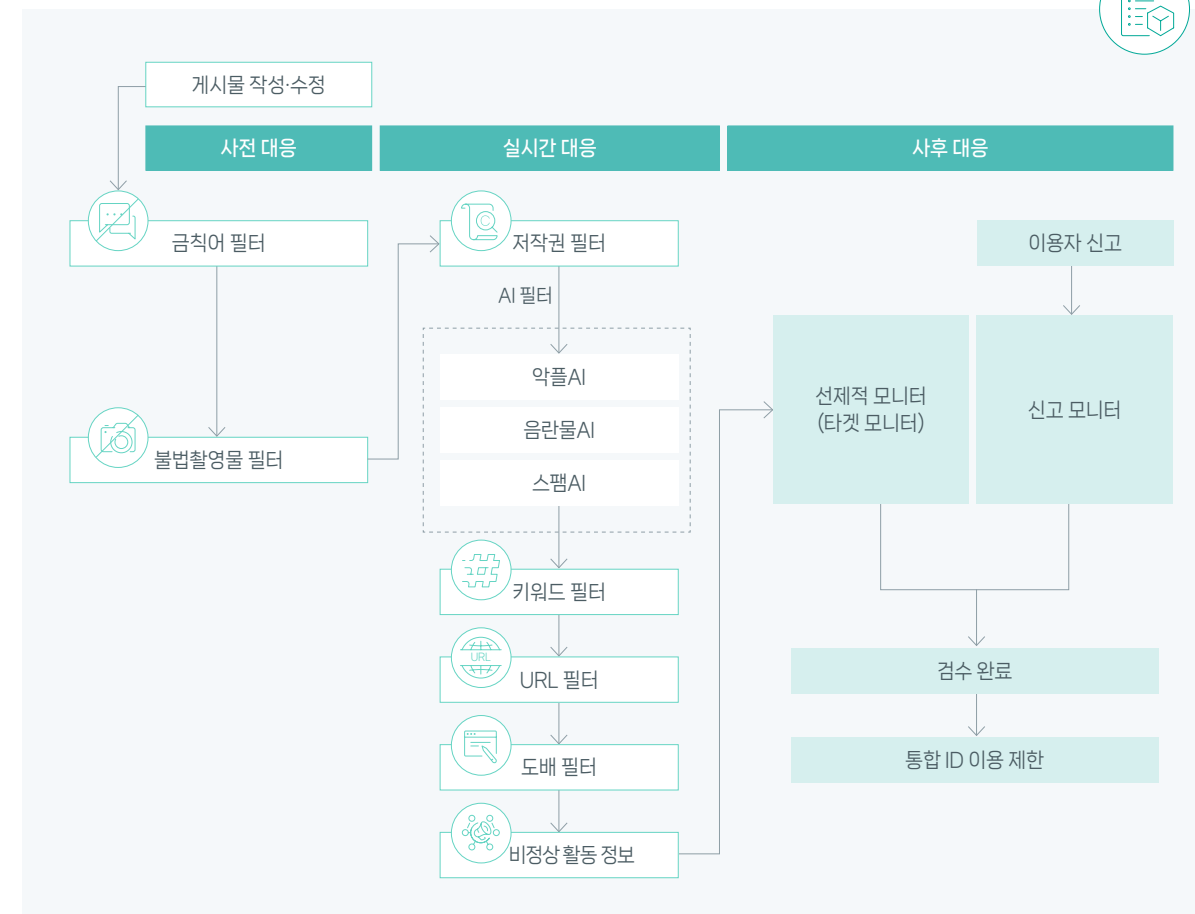 게시물 작성·수정
사전 대응
실시간 대응
사후 대응
금칙어 필터
불법촬영물 필터
저작권 필터
AI 필터
악플AI
음란물AI
스팸AI
키워드 필터
URL
URL 필터
도배 필터
비정상 활동 정보
이용자 신고
선제적 모니터
(타겟 모니터)
신고 모니터
검수 완료
통합 ID 이용 제한